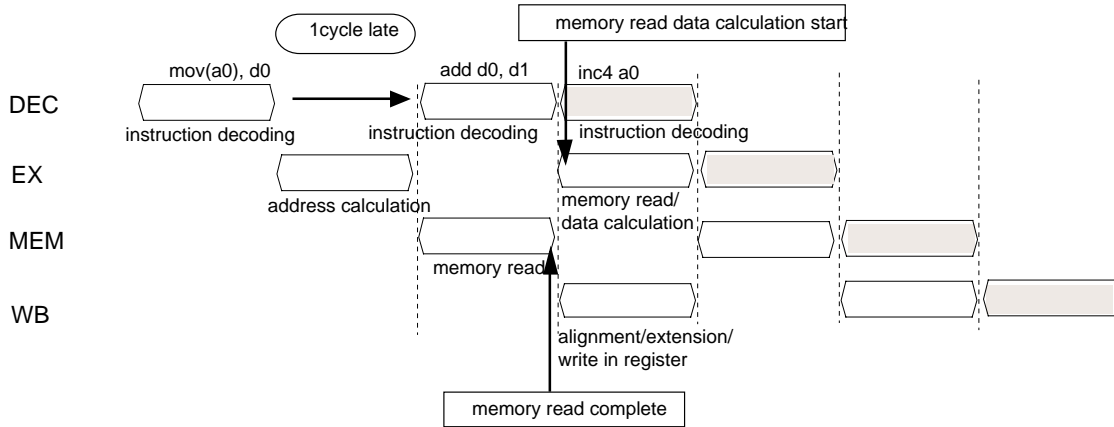 1cycle late
memory read data calculation start
mov(a0), d0
add d0, d1
inc4 a0
DEC
instruction decoding
instruction decoding
instruction decoding
EX
address calculation
memory read/
data calculation
MEM
memory read
WB
alignment/extension/
write in register
memory read complete